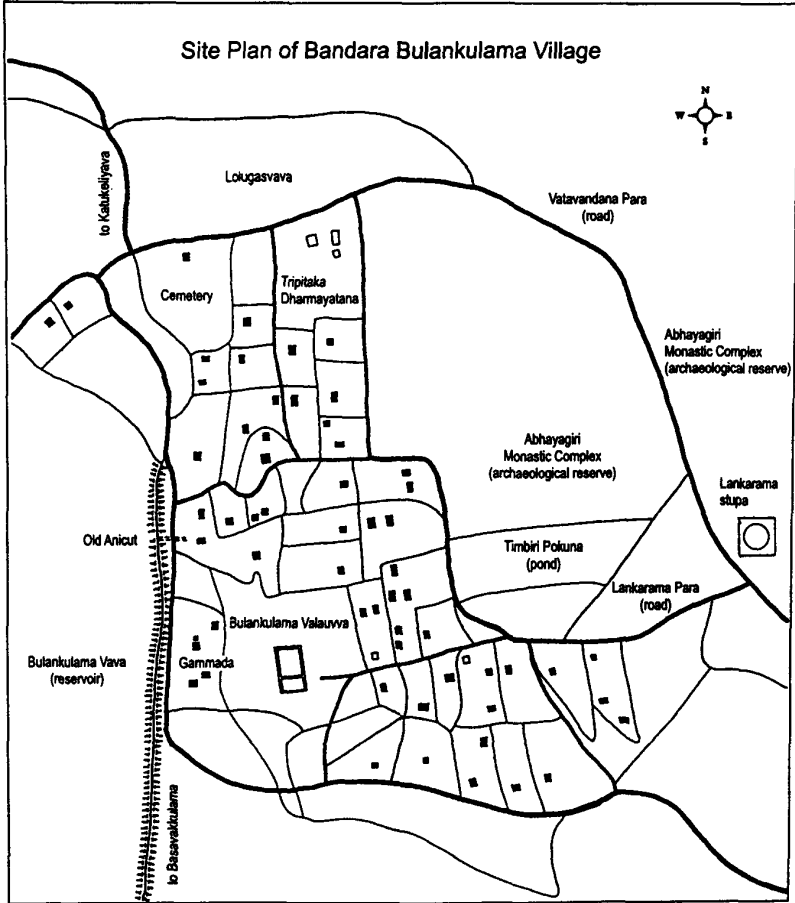 Site Plan of Bandara Bulankulama Village
N
W E
S
to Katukeliyava
Lolugasvava
Vatavandana Para
(road)
Cemetery
Tripitaka
Dharmayatana
Abhayagiri
Monastic Complex
(archaeological reserve)
Abhayagiri
Monastic Complex
(archaeological reserve)
Lankarama
stupa
Old Anicut
Timbiri Pokuna
(pond)
Lankarama Para
(road)
Bulankulama Valauvva
Bulankulama Vava
(reservoir)
Gammada
to Basavakkulama